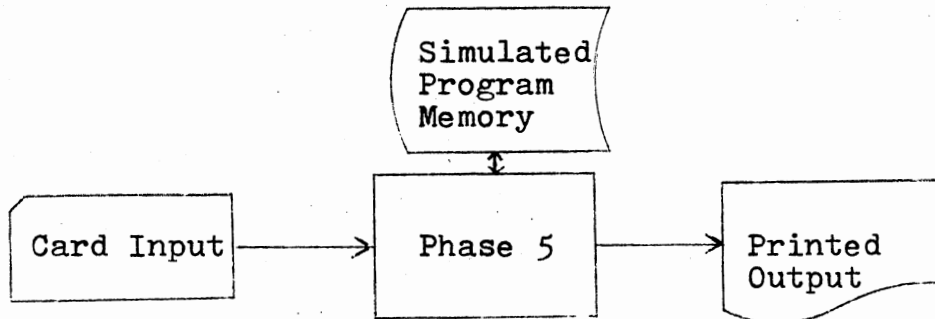 Simulated
Program
Memory
Card Input
Phase 5
Printed
Output